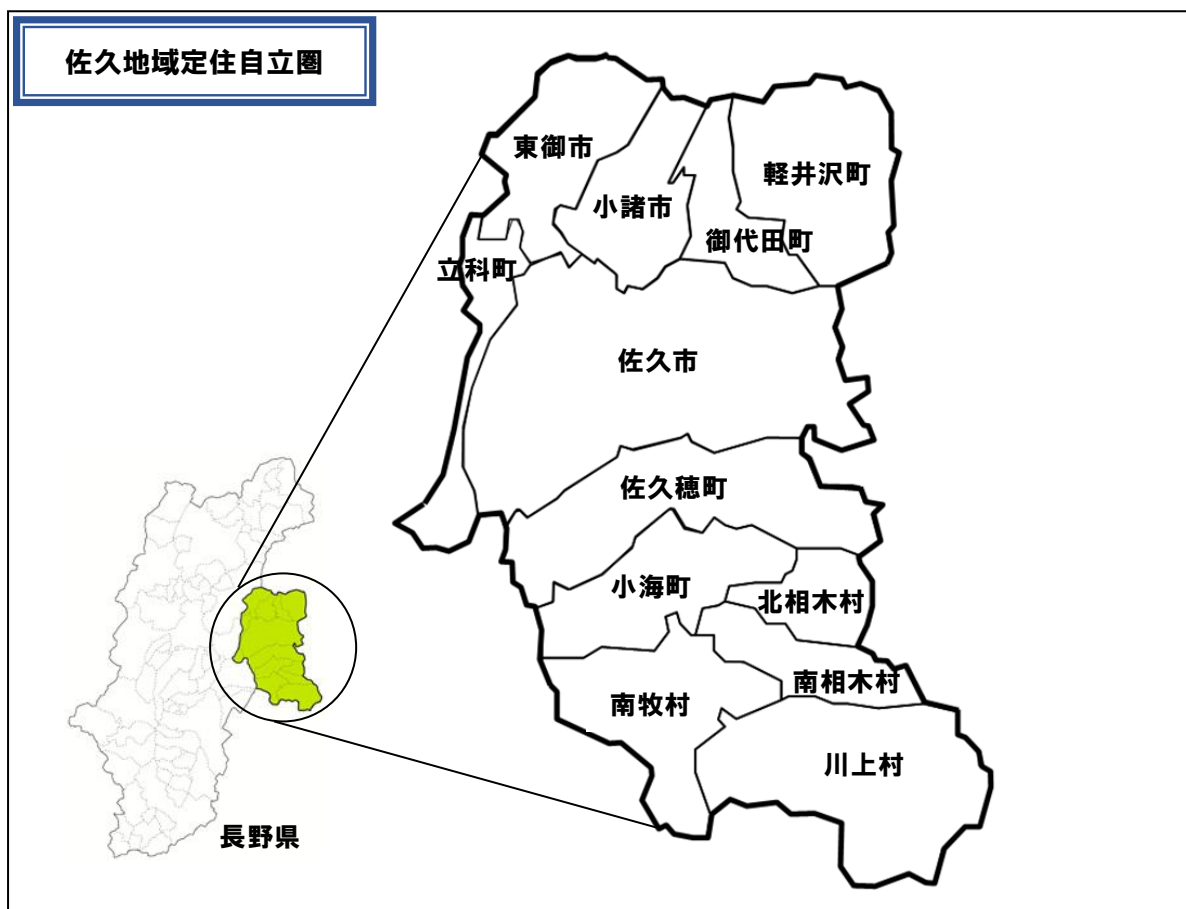 佐久地域定住自立圏
東御市
軽井沢町
小諸市
御代田町
立科町
佐久市
佐久穂町
小海町
北相木村
南相木村
南牧村
川上村
長野県